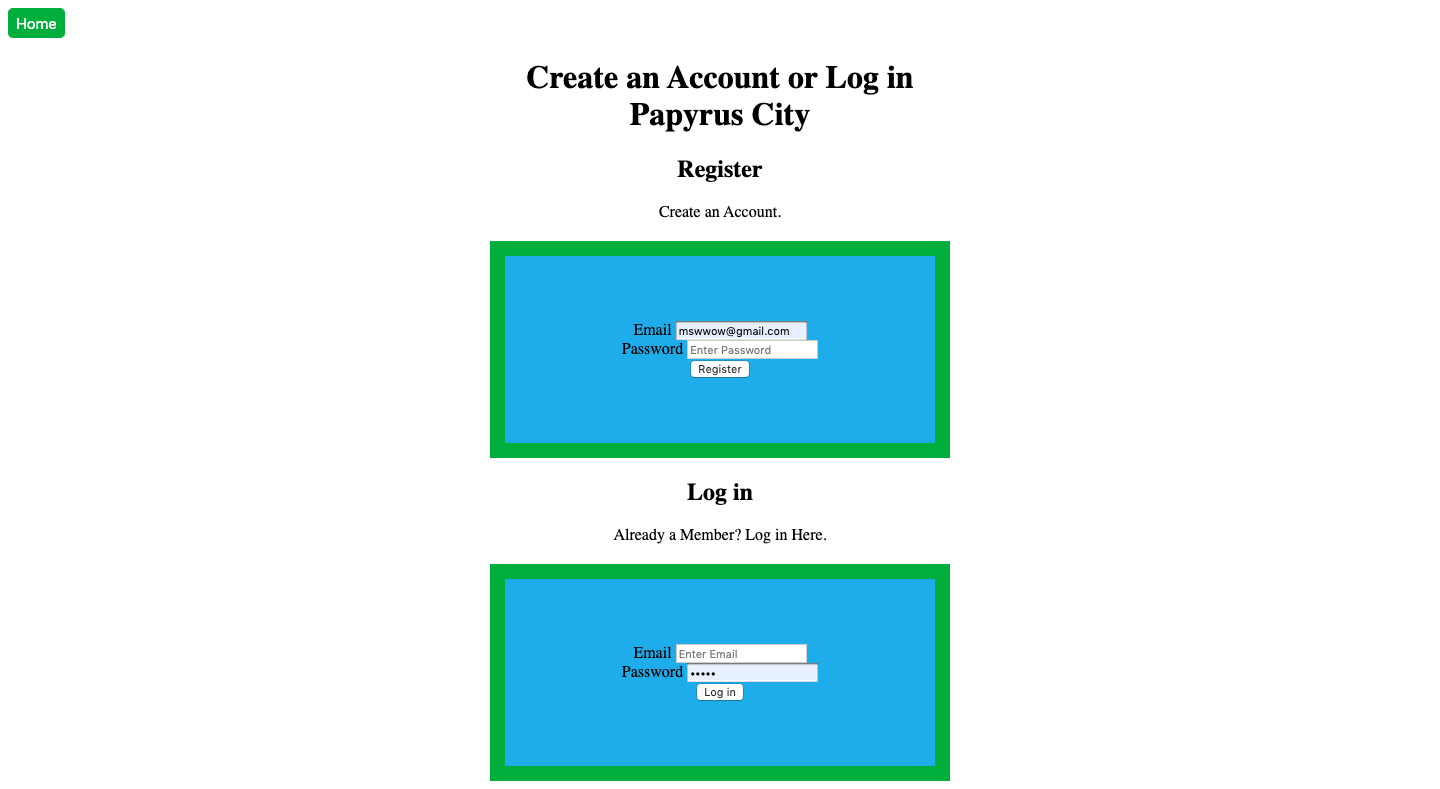 Home
Create an Account or Log in
Papyrus City
Register
Create an Account.
Email mswwow@gmail.com
Password Enter Password
Register
Log in
Already a Member? Log in Here.
Email Enter Email
Password •••••
Log in